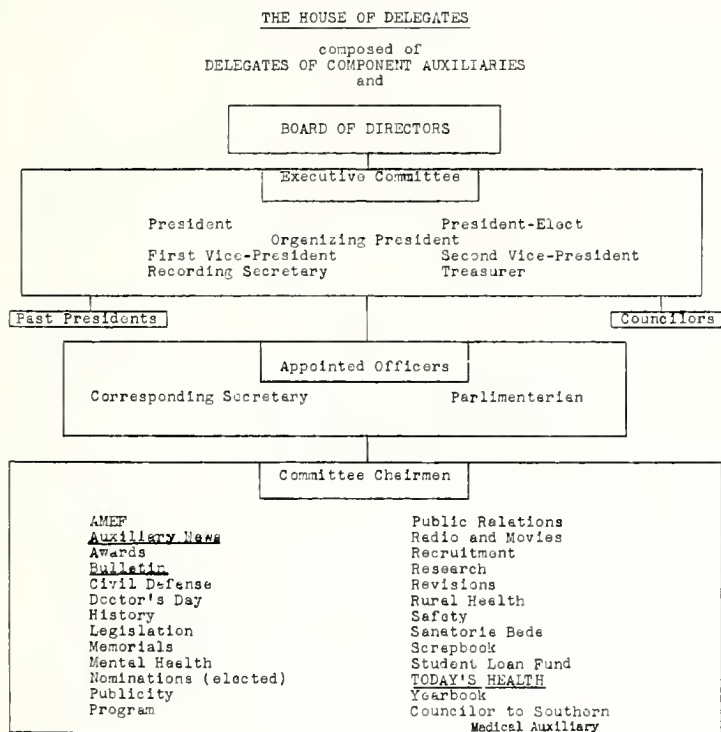 THE HOUSE OF DELEGATES
composed of
DELEGATES OF COMPONENT AUXILIARIES
and
BOARD OF DIRECTORS
Executive Committee
President President-Elect
Organizing President
First Vice-President Second Vice-President
Recording Secretary Treasurer
Past Presidents Councilors
Appointed Officers
Corresponding Secretary Parlimentarian
Committee Chairmen
AMEF
Auxiliary News
Awards
Bulletin
Civil Defense
Doctor's Day
History
Legislation
Memorials
Mental Health
Nominations (elected)
Publicity
Program
Public Relations
Radio and Movies
Recruitment
Research
Revisions
Rural Health
Safety
Sanatoria Beds
Scrapbook
Student Loan Fund
TODAY'S HEALTH
Yearbook
Councilor to Southern
Medical Auxiliary